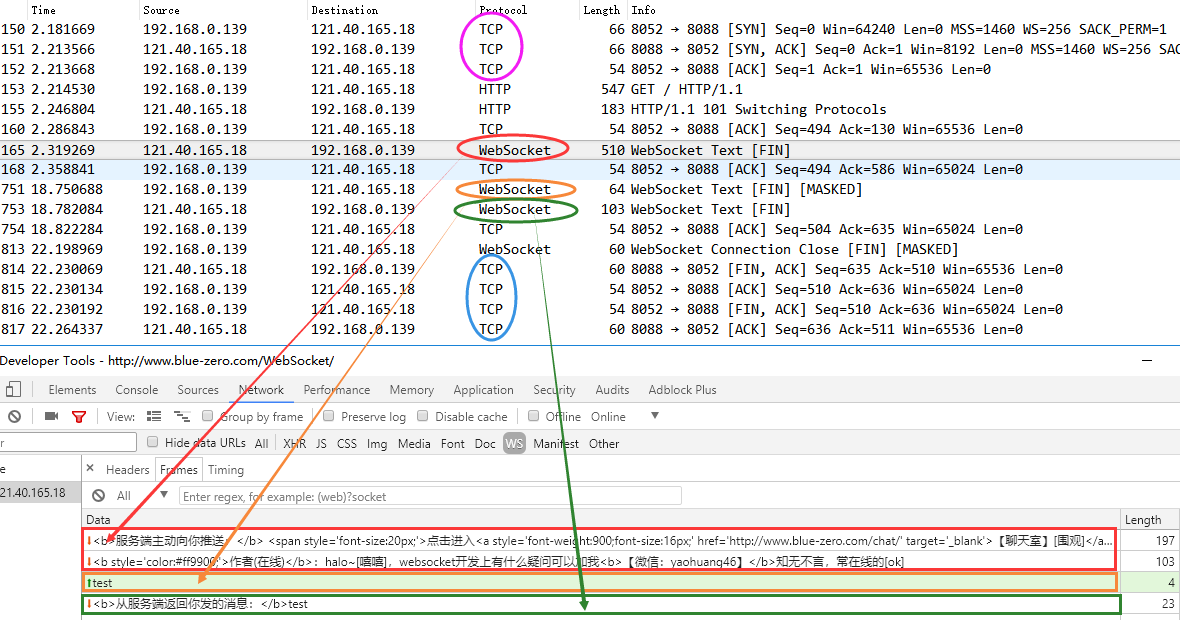 Time Source Destination Protocol Length Info
150 2.181669 192.168.0.139 121.40.165.18 TCP 66 8052 → 8088 [SYN] Seq=0 Win=64240 Len=0 MSS=1460 WS=256 SACK_PERM=1
151 2.213566 192.168.0.139 121.40.165.18 TCP 66 8088 → 8052 [SYN, ACK] Seq=0 Ack=1 Win=8192 Len=0 MSS=1460 WS=256 SAC
152 2.213668 192.168.0.139 121.40.165.18 TCP 54 8052 → 8088 [ACK] Seq=1 Ack=1 Win=65536 Len=0
153 2.214530 192.168.0.139 121.40.165.18 HTTP 547 GET / HTTP/1.1
155 2.246804 192.168.0.139 121.40.165.18 HTTP 183 HTTP/1.1 101 Switching Protocols
160 2.286843 192.168.0.139 121.40.165.18 TCP 54 8052 → 8088 [ACK] Seq=494 Ack=130 Win=65536 Len=0
165 2.319269 121.40.165.18 192.168.0.139 WebSocket 510 WebSocket Text [FIN]
168 2.358841 192.168.0.139 121.40.165.18 TCP 54 8052 → 8088 [ACK] Seq=494 Ack=586 Win=65024 Len=0
751 18.750688 121.40.165.18 192.168.0.139 WebSocket 64 WebSocket Text [FIN] [MASKED]
753 18.782084 121.40.165.18 192.168.0.139 WebSocket 103 WebSocket Text [FIN]
754 18.822284 121.40.165.18 192.168.0.139 TCP 54 8052 → 8088 [ACK] Seq=504 Ack=635 Win=65024 Len=0
813 22.198969 121.40.165.18 192.168.0.139 WebSocket 60 WebSocket Connection Close [FIN] [MASKED]
814 22.230069 121.40.165.18 192.168.0.139 TCP 60 8088 → 8052 [FIN, ACK] Seq=635 Ack=510 Win=65536 Len=0
815 22.230134 121.40.165.18 192.168.0.139 TCP 54 8052 → 8088 [ACK] Seq=510 Ack=636 Win=65024 Len=0
816 22.230192 121.40.165.18 192.168.0.139 TCP 54 8052 → 8088 [FIN, ACK] Seq=510 Ack=636 Win=65024 Len=0
817 22.264337 121.40.165.18 192.168.0.139 TCP 60 8088 → 8052 [ACK] Seq=636 Ack=511 Win=65536 Len=0
Developer Tools - http://www.blue-zero.com/WebSocket/
Elements Console Sources Network Performance Memory Application Security Audits Adblock Plus
View: Group by frame Preserve log Disable cache Offline Online
r Hide data URLs All XHR JS CSS Img Media Font Doc WS Manifest Other
e × Headers Frames Timing
21.40.165.18 All Enter regex, for example: (web)?socket
Data Length
<b>服务端主动向你推送：</b> <span style='font-size:20px;'>点击进入<a style='font-weight:900;font-size:16px;' href='http://www.blue-zero.com/chat/' target='_blank'>【聊天室】[围观]</a... 197
<b style='color:#ff9900;'>作者(在线)</b>：halo~[嘻嘻]，websocket开发上有什么疑问可以加我<b>【微信：yaohuang46】</b>知无不言，常在线的[ok] 103
test 4
<b>从服务端返回你发的消息：</b>test 23